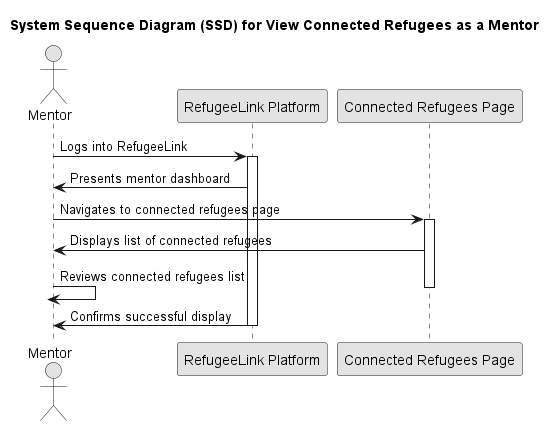 System Sequence Diagram (SSD) for View Connected Refugees as a Mentor
Mentor
RefugeeLink Platform
Connected Refugees Page
Logs into RefugeeLink
Presents mentor dashboard
Navigates to connected refugees page
Displays list of connected refugees
Reviews connected refugees list
Confirms successful display
Mentor
RefugeeLink Platform
Connected Refugees Page